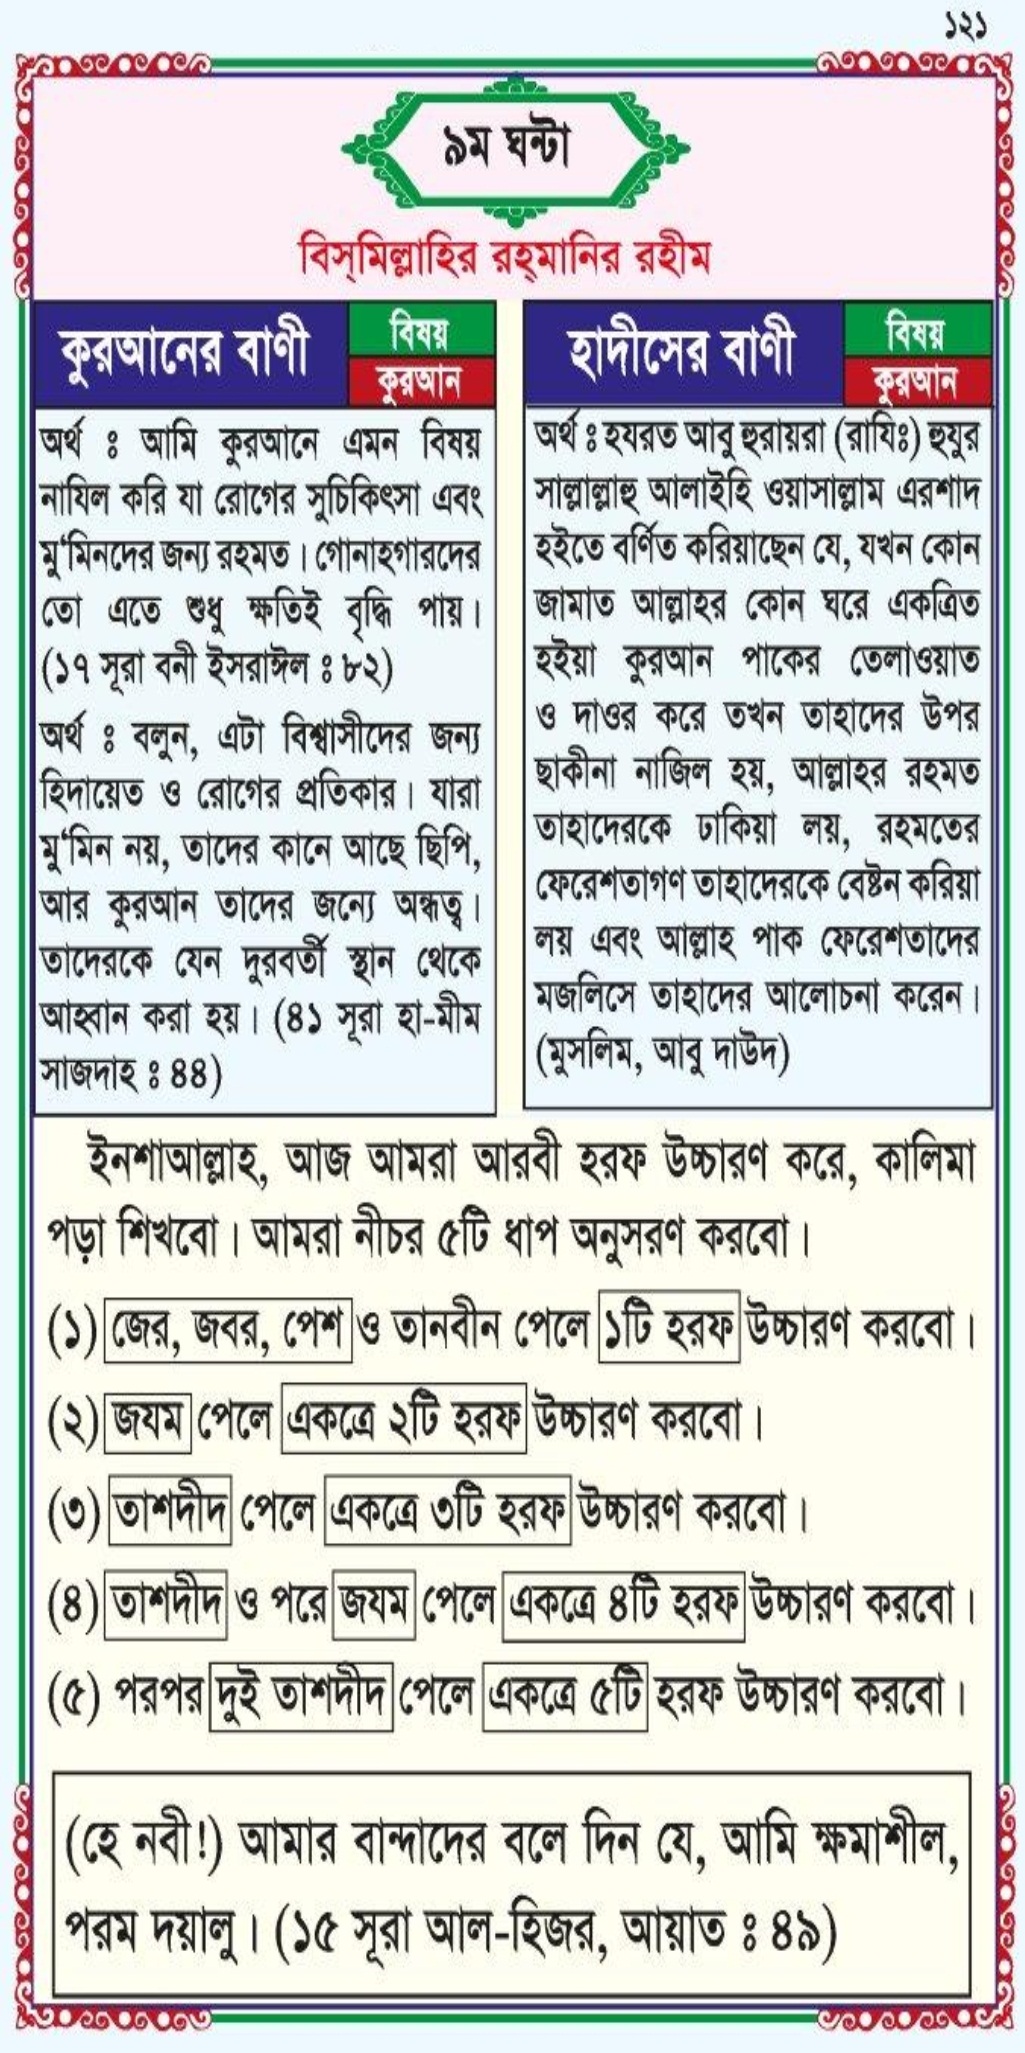 ১২১
৯ম ঘন্টা
বিস্‌মিল্লাহির রহ্‌মানির রহীম
কুরআনের বাণী
বিষয়
কুরআন
অর্থ ঃ আমি কুরআনে এমন বিষয়
নাযিল করি যা রোগের সুচিকিৎসা এবং
মু‘মিনদের জন্য রহমত। গোনাহগারদের
তো এতে শুধু ক্ষতিই বৃদ্ধি পায়।
(১৭ সূরা বনী ইসরাঈল ঃ ৮২)
অর্থ ঃ বলুন, এটা বিশ্বাসীদের জন্য
হিদায়েত ও রোগের প্রতিকার। যারা
মু‘মিন নয়, তাদের কানে আছে ছিপি,
আর কুরআন তাদের জন্যে অন্ধত্ব।
তাদেরকে যেন দুরবর্তী স্থান থেকে
আহ্বান করা হয়। (৪১ সূরা হা-মীম
সাজদাহ ঃ ৪৪)
হাদীসের বাণী
বিষয়
কুরআন
অর্থ ঃ হযরত আবু হুরায়রা (রাযিঃ) হুযুর
সাল্লাল্লাহু আলাইহি ওয়াসাল্লাম এরশাদ
হইতে বর্ণিত করিয়াছেন যে, যখন কোন
জামাত আল্লাহর কোন ঘরে একত্রিত
হইয়া কুরআন পাকের তেলাওয়াত
ও দাওর করে তখন তাহাদের উপর
ছাকীনা নাজিল হয়, আল্লাহর রহমত
তাহাদেরকে ঢাকিয়া লয়, রহমতের
ফেরেশতাগণ তাহাদেরকে বেষ্টন করিয়া
লয় এবং আল্লাহ পাক ফেরেশতাদের
মজলিসে তাহাদের আলোচনা করেন।
(মুসলিম, আবু দাউদ)
ইনশাআল্লাহ, আজ আমরা আরবী হরফ উচ্চারণ করে, কালিমা
পড়া শিখবো। আমরা নীচর ৫টি ধাপ অনুসরণ করবো।
(১) জের, জবর, পেশ ও তানবীন পেলে ১টি হরফ উচ্চারণ করবো।
(২) জযম পেলে একত্রে ২টি হরফ উচ্চারণ করবো।
(৩) তাশদীদ পেলে একত্রে ৩টি হরফ উচ্চারণ করবো।
(৪) তাশদীদ ও পরে জযম পেলে একত্রে ৪টি হরফ উচ্চারণ করবো।
(৫) পরপর দুই তাশদীদ পেলে একত্রে ৫টি হরফ উচ্চারণ করবো।
(হে নবী!) আমার বান্দাদের বলে দিন যে, আমি ক্ষমাশীল,
পরম দয়ালু। (১৫ সূরা আল-হিজর, আয়াত ঃ ৪৯)